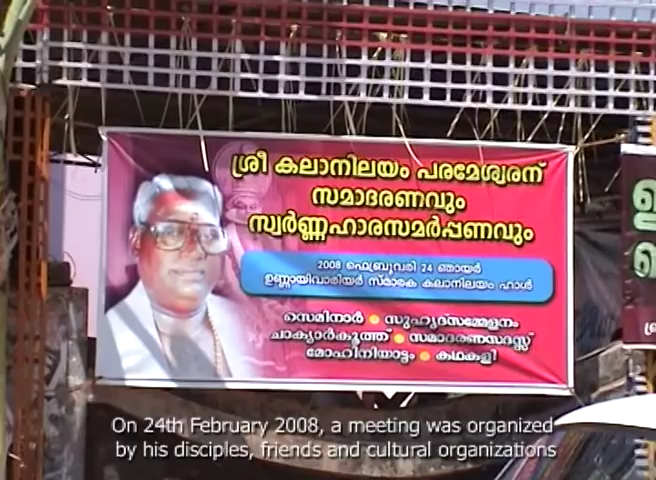 ശ്രീ കലാനിലയം പരമേശ്വരന്
സമാദരണവും
സ്വർണ്ണഹാരസമർപ്പണവും
2008 ഫെബ്രുവരി 24 ഞായർ
ഉണ്ണായിവാരിയർ സ്മാരക കലാനിലയം ഹാൾ
സെമിനാർ • സുഹൃദ്സമ്മേളനം
ചാക്യാർകൂത്ത് • സമാദരണസദസ്സ്
മോഹിനിയാട്ടം • കഥകളി
On 24th February 2008, a meeting was organized
by his disciples, friends and cultural organizations